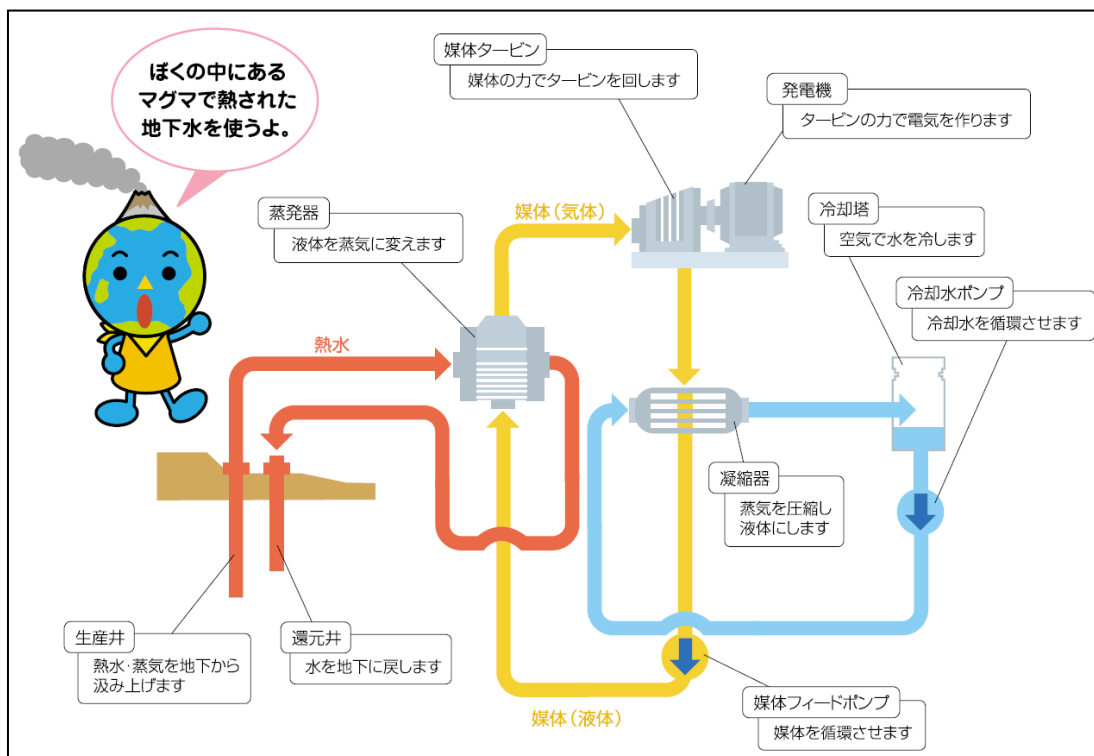 ぼくの中にある
マグマで熱された
地下水を使うよ。
媒体タービン
媒体の力でタービンを回します
発電機
タービンの力で電気を作ります
蒸発器
液体を蒸気に変えます
媒体（気体）
冷却塔
空気で水を冷します
冷却水ポンプ
冷却水を循環させます
熱水
凝縮器
蒸気を圧縮し
液体にします
生産井
熱水・蒸気を地下から
汲み上げます
還元井
水を地下に戻します
媒体（液体）
媒体フィードポンプ
媒体を循環させます